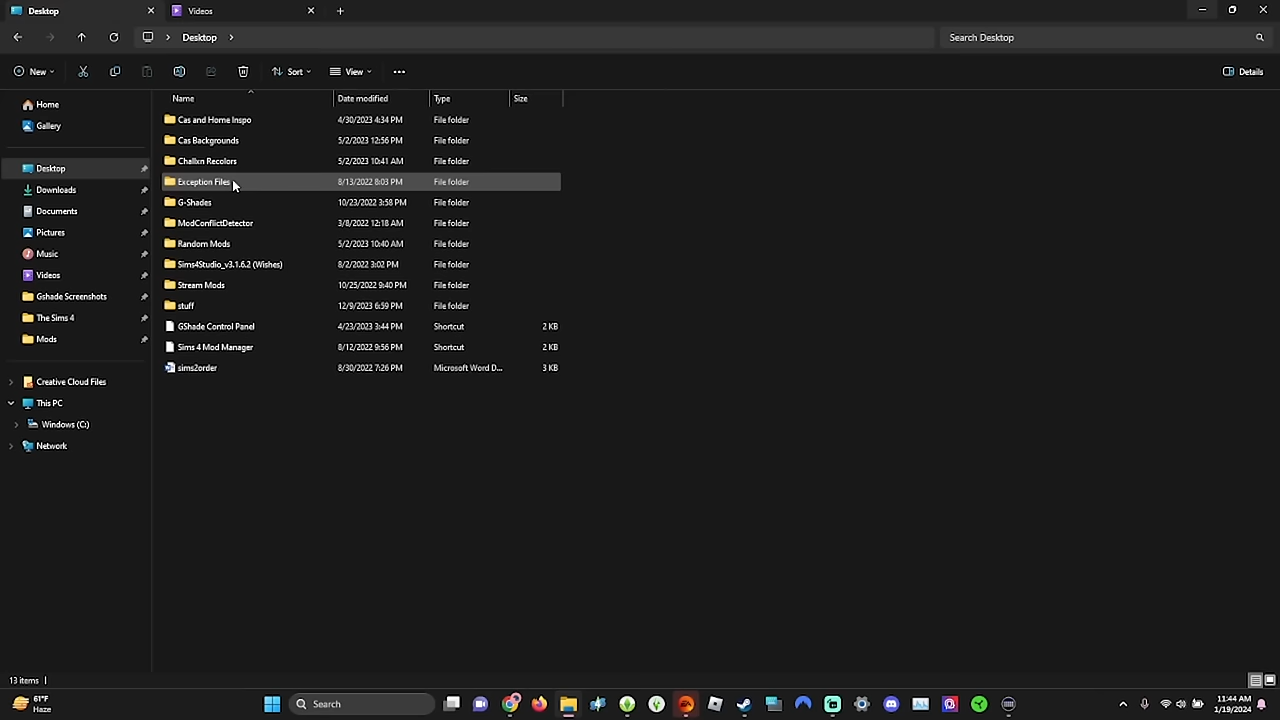 Desktop
Videos
Desktop
Search Desktop
New
Sort
View
Details
Name
Date modified
Type
Size
Home
Gallery
Desktop
Downloads
Documents
Pictures
Music
Videos
Gshade Screenshots
The Sims 4
Mods
Creative Cloud Files
This PC
Windows (C:)
Network
Cas and Home Inspo 4/30/2023 4:34 PM File folder
Cas Backgrounds 5/2/2023 12:56 PM File folder
Challxn Recolors 5/2/2023 10:41 AM File folder
Exception Files 8/13/2022 8:03 PM File folder
G-Shades 10/23/2022 3:58 PM File folder
ModConflictDetector 3/8/2022 12:18 AM File folder
Random Mods 5/2/2023 10:40 AM File folder
Sims4Studio_v3.1.6.2 (Wishes) 8/2/2022 3:02 PM File folder
Stream Mods 10/25/2022 9:40 PM File folder
stuff 12/9/2023 6:59 PM File folder
GShade Control Panel 4/23/2023 3:44 PM Shortcut 2 KB
Sims 4 Mod Manager 8/12/2022 9:56 PM Shortcut 2 KB
sims2order 8/30/2022 7:26 PM Microsoft Word D... 3 KB
13 items
61°F
Haze
Search
11:44 AM
1/19/2024